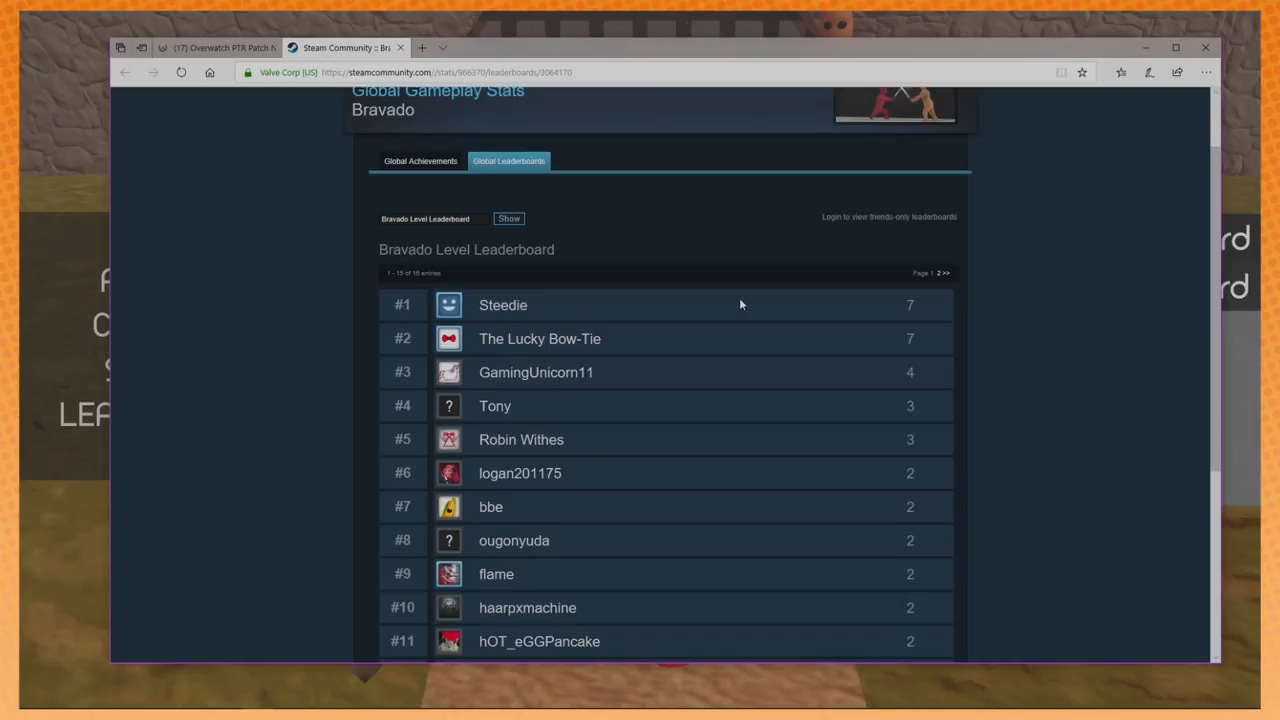 (17) Overwatch PTR Patch N
Steam Community :: Bra
Valve Corp [US] https://steamcommunity.com//stats/966370/leaderboards/3064170
Global Gameplay Stats
Bravado
Global Achievements Global Leaderboards
Bravado Level Leaderboard Show Login to view friends-only leaderboards
Bravado Level Leaderboard
1 - 15 of 16 entries Page 1 2 >>
#1 Steedie 7
#2 The Lucky Bow-Tie 7
#3 GamingUnicorn11 4
#4 ? Tony 3
#5 Robin Withes 3
#6 logan201175 2
#7 bbe 2
#8 ? ougonyuda 2
#9 flame 2
#10 haarpxmachine 2
#11 hOT_eGGPancake 2
rd
rd
C
LEA